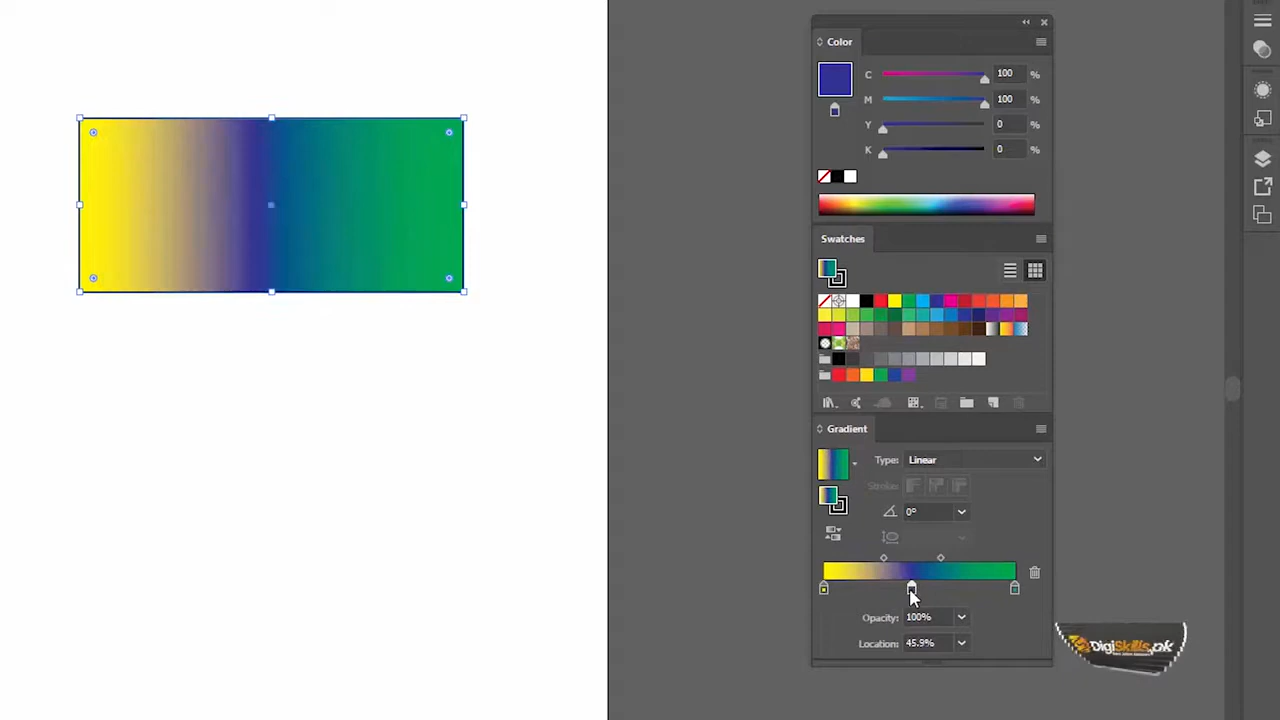 Color
C 100 %
M 100 %
Y 0 %
K 0 %
Swatches
Gradient
Type: Linear
Stroke:
0°
Opacity: 100%
Location: 45.9%
DigiSkills.pk